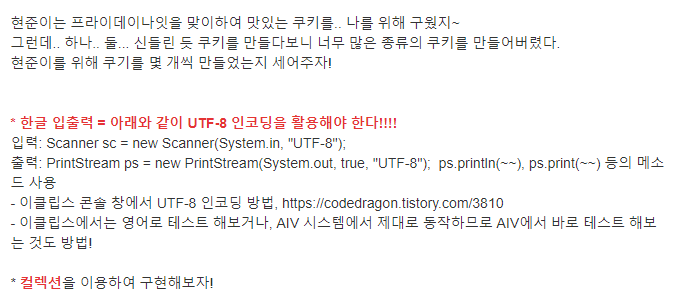 현준이는 프라이데이나잇을 맞이하여 맛있는 쿠키를.. 나를 위해 구웠지~
그런데.. 하나.. 둘... 신들린 듯 쿠키를 만들다보니 너무 많은 종류의 쿠키를 만들어버렸다.
현준이를 위해 쿠기를 몇 개씩 만들었는지 세어주자!
* 한글 입출력 = 아래와 같이 UTF-8 인코딩을 활용해야 한다!!!!
입력: Scanner sc = new Scanner(System.in, "UTF-8");
출력: PrintStream ps = new PrintStream(System.out, true, "UTF-8");  ps.println(~~), ps.print(~~) 등의 메소
드 사용
- 이클립스 콘솔 창에서 UTF-8 인코딩 방법, https://codedragon.tistory.com/3810
- 이클립스에서는 영어로 테스트 해보거나, AIV 시스템에서 제대로 동작하므로 AIV에서 바로 테스트 해보
는 것도 방법!
* 컬렉션을 이용하여 구현해보자!